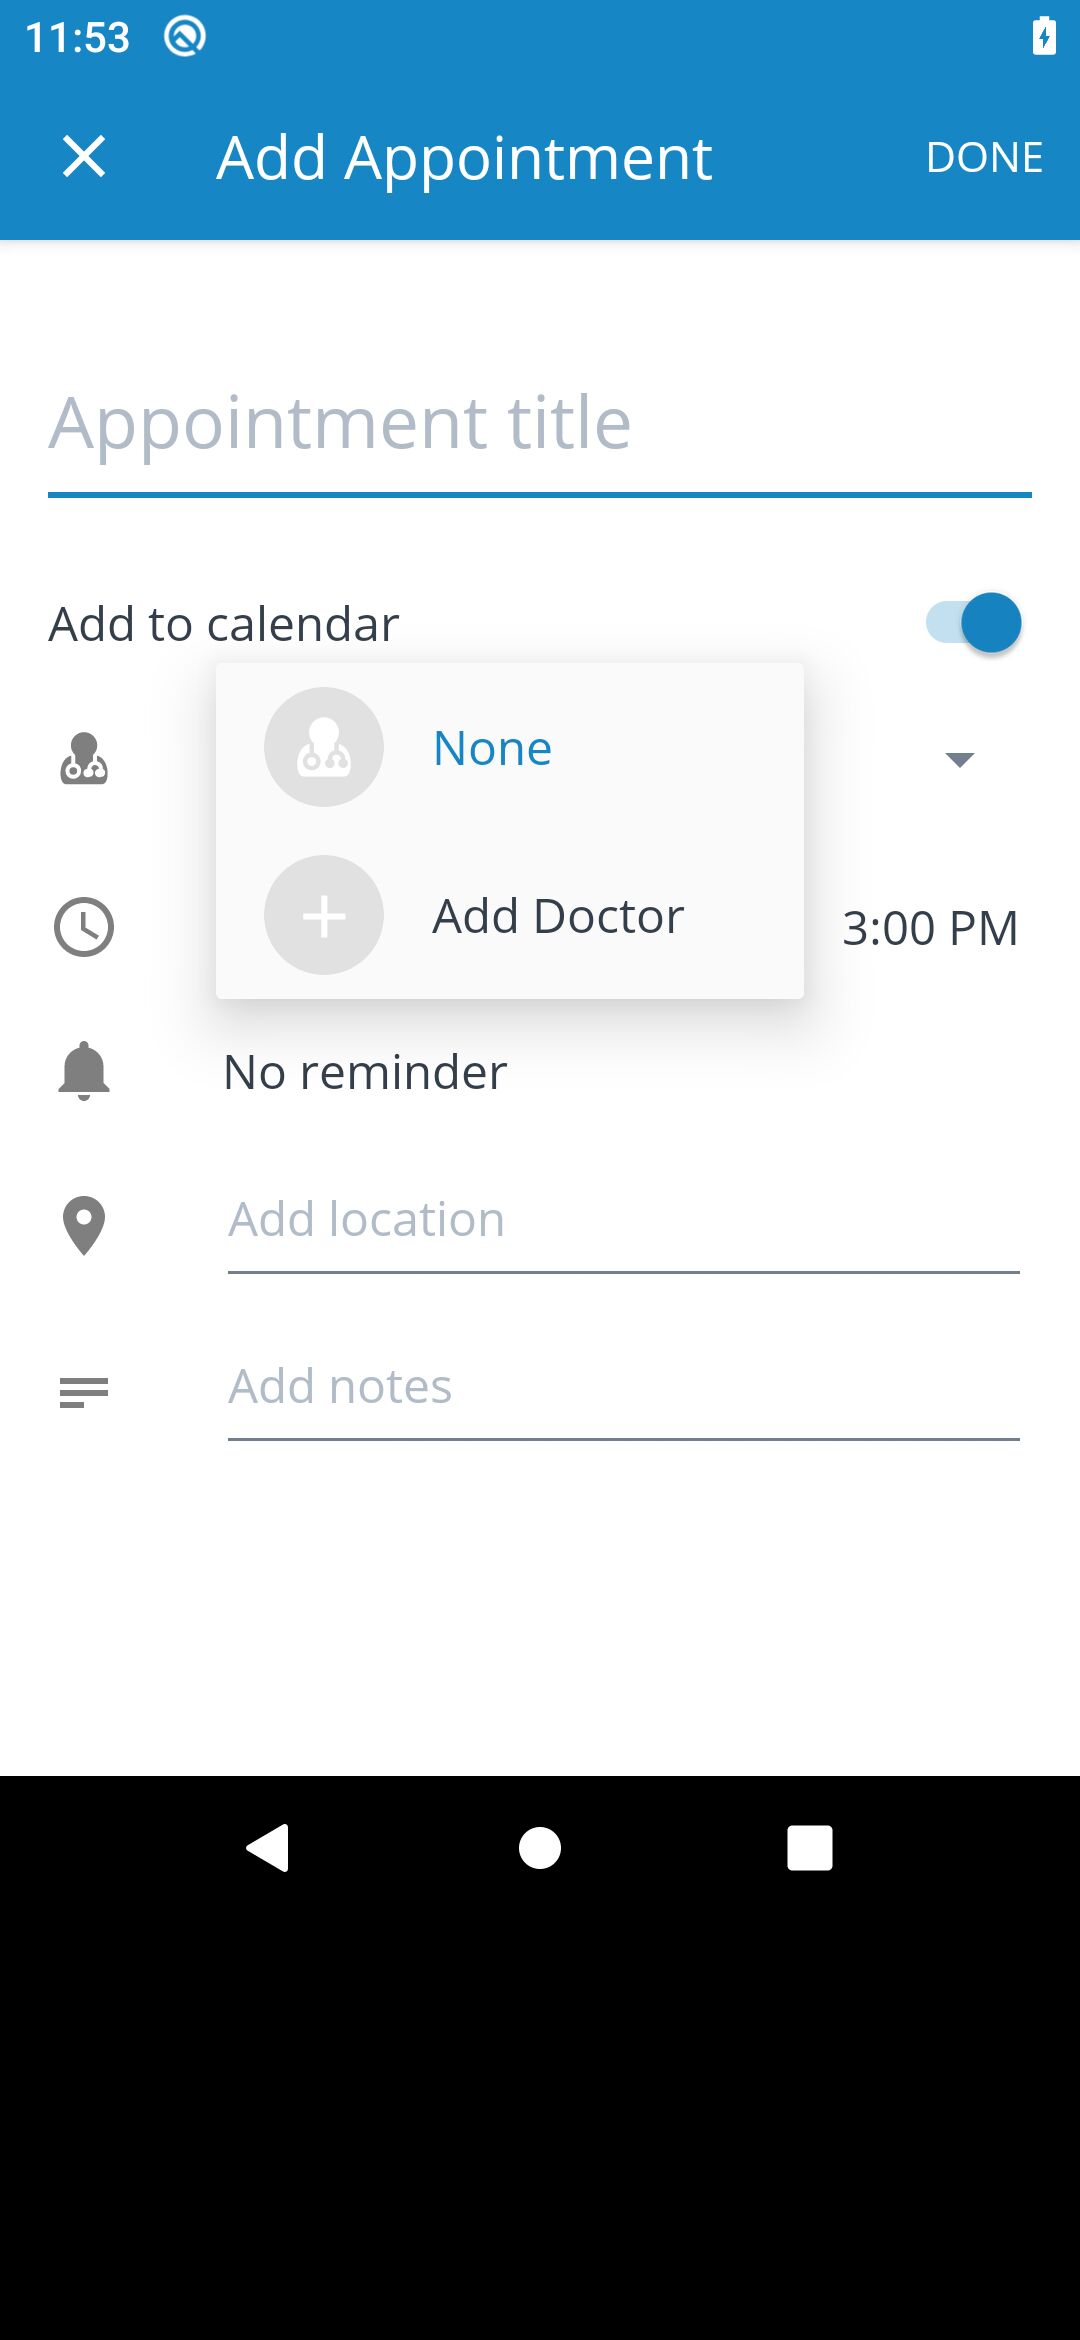 11:53
Add Appointment
DONE
Appointment title
Add to calendar
None
Add Doctor
3:00 PM
No reminder
Add location
Add notes